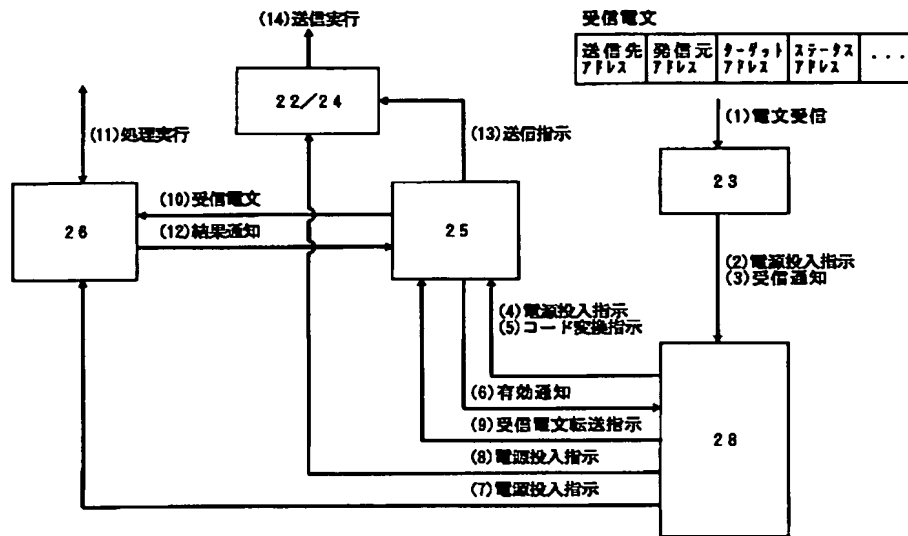 (14)送信実行
受信電文
送信先アドレス
発信元アドレス
ターゲットアドレス
ステータスアドレス
...
22/24
(1)電文受信
(11)処理実行
(13)送信指示
23
(10)受信電文
26
25
(12)結果通知
(2)電源投入指示
(3)受信通知
(4)電源投入指示
(5)コード変換指示
(6)有効通知
(9)受信電文転送指示
28
(8)電源投入指示
(7)電源投入指示